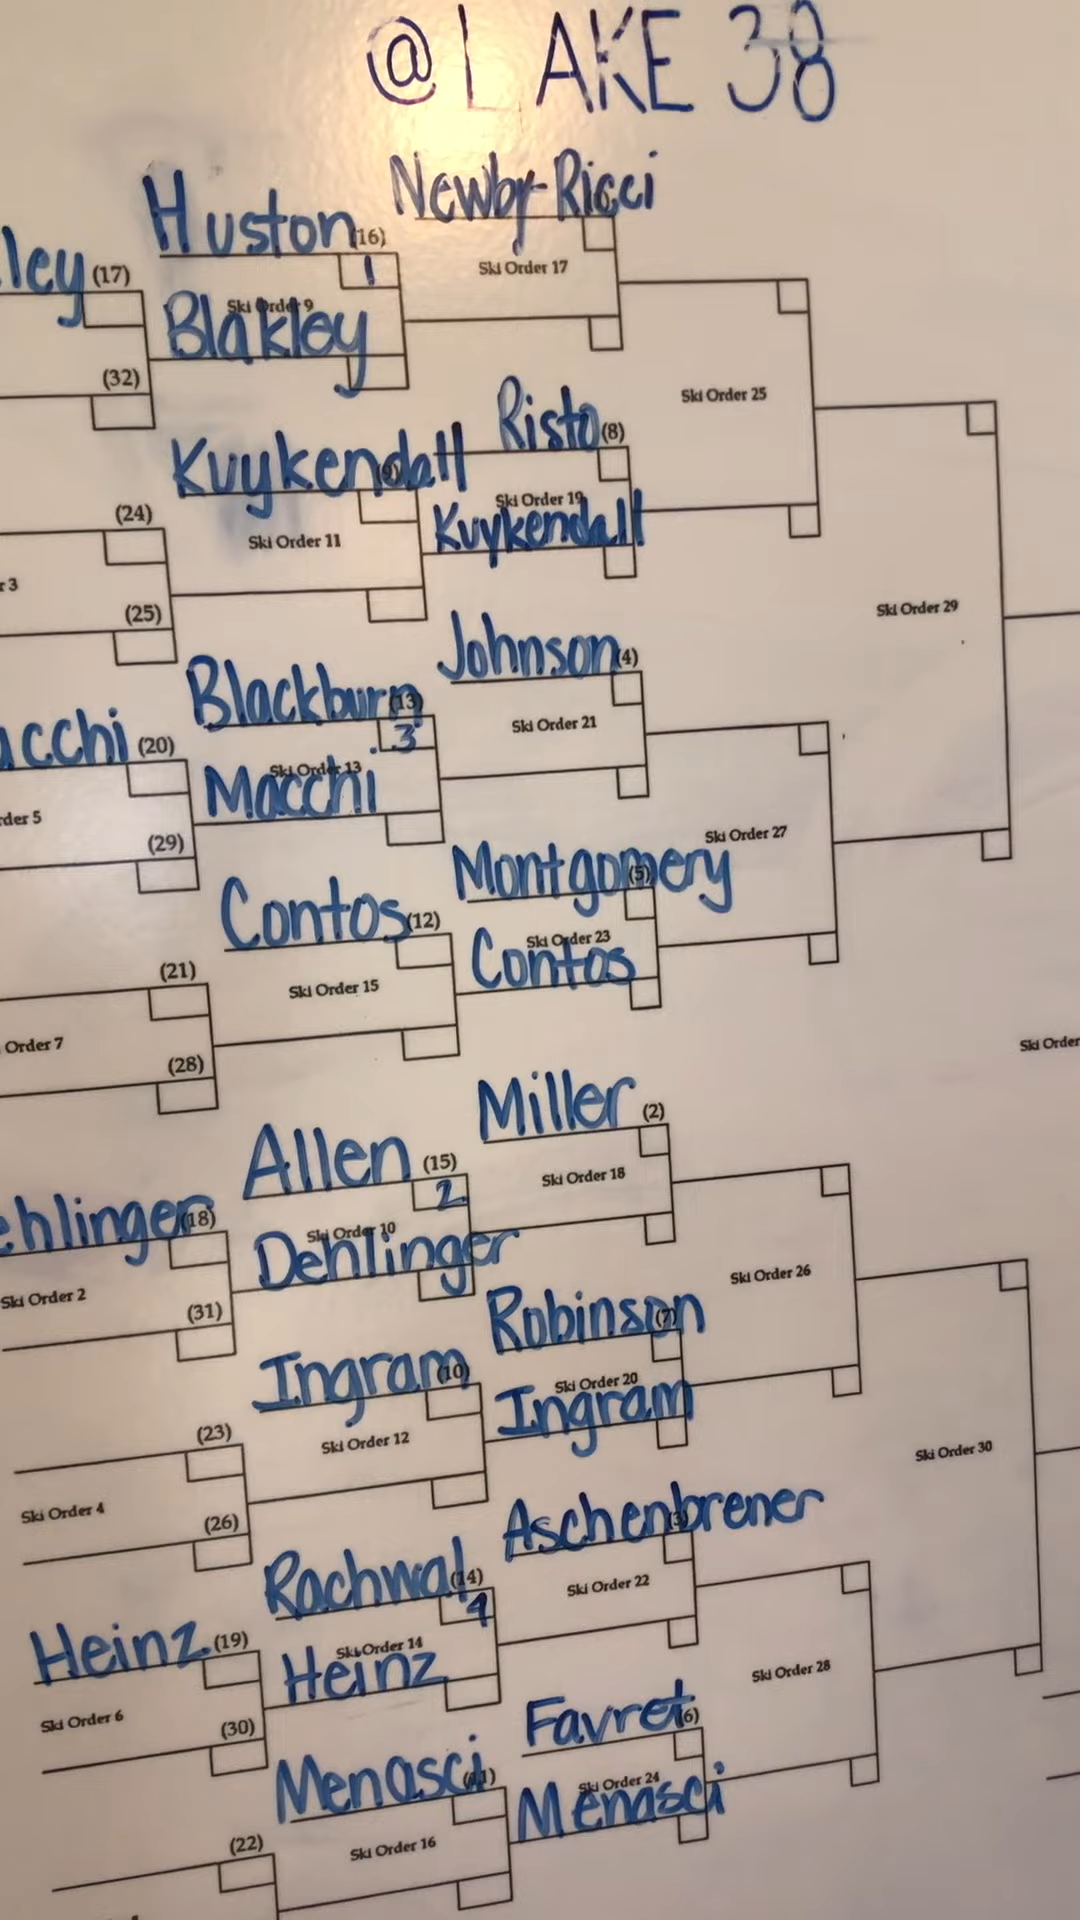 @LAKE 38
Newby-Ricci
Huston (16)
Ski Order 17
ley (17)
1
Ski Order 9
Blakley
(32)
Ski Order 25
Risto (8)
Kuykendall (9)
Ski Order 19
(24)
Ski Order 11
Kuykendall
r 3
(25)
Ski Order 29
Johnson (4)
Blackburn (13)
3
Ski Order 21
acchi (20)
Ski Order 13
Macchi
rder 5
(29)
Ski Order 27
Montgomery (5)
Contos (12)
Ski Order 23
Contos
(21)
Ski Order 15
Order 7
(28)
Ski Order
Miller (2)
Allen (15)
2
Ski Order 18
ehlinger (18)
Ski Order 10
Dehlinger
Ski Order 2
(31)
Ski Order 26
Robinson (7)
Ingram (10)
Ski Order 20
Ingram
(23)
Ski Order 12
Ski Order 4
(26)
Ski Order 30
Aschenbrener (3)
Rachwal (14)
4
Ski Order 22
Heinz (19)
Ski Order 14
Heinz
Ski Order 6
(30)
Ski Order 28
Favret (6)
Menasci (11)
Ski Order 24
Menasci
(22)
Ski Order 16